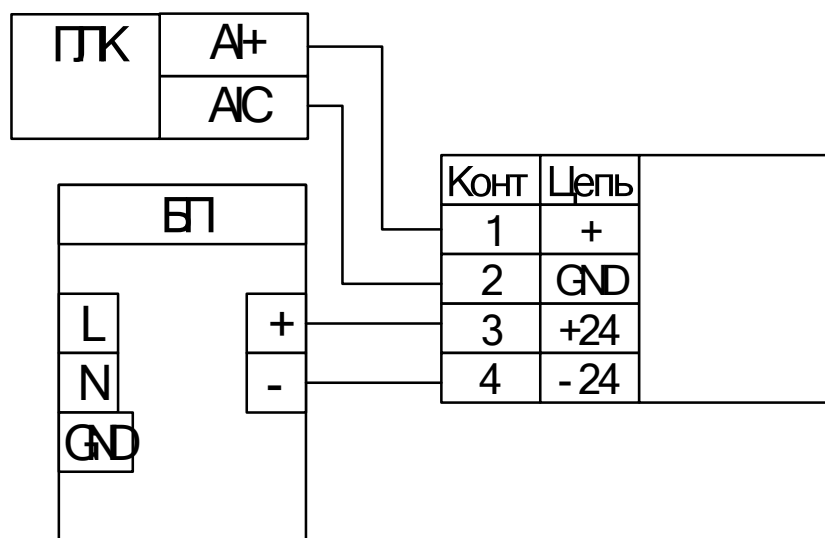 ПЛК AI+
AIC
БП
L +
N -
GND
Конт Цепь
1 +
2 GND
3 +24
4 -24